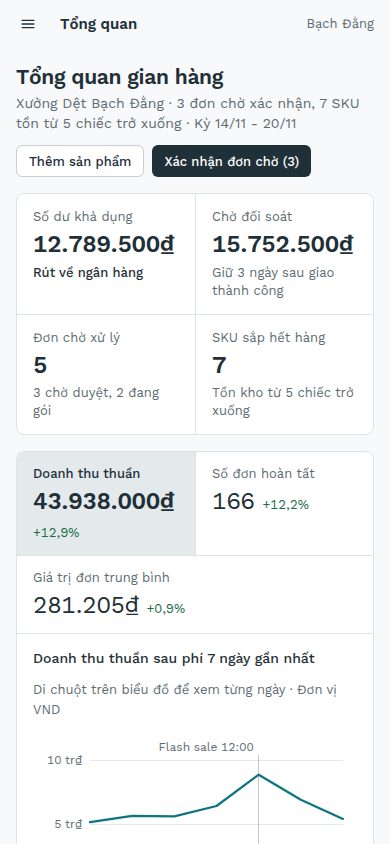 Tổng quan
Bạch Đằng
Tổng quan gian hàng
Xưởng Dệt Bạch Đằng · 3 đơn chờ xác nhận, 7 SKU
tồn từ 5 chiếc trở xuống · Kỳ 14/11 - 20/11
Thêm sản phẩm
Xác nhận đơn chờ (3)
Số dư khả dụng
12.789.500₫
Rút về ngân hàng
Chờ đối soát
15.752.500₫
Giữ 3 ngày sau giao
thành công
Đơn chờ xử lý
5
3 chờ duyệt, 2 đang
gói
SKU sắp hết hàng
7
Tồn kho từ 5 chiếc trở
xuống
Doanh thu thuần
43.938.000₫
+12,9%
Số đơn hoàn tất
166 +12,2%
Giá trị đơn trung bình
281.205₫ +0,9%
Doanh thu thuần sau phí 7 ngày gần nhất
Di chuột trên biểu đồ để xem từng ngày · Đơn vị
VND
Flash sale 12:00
10 tr₫
5 tr₫